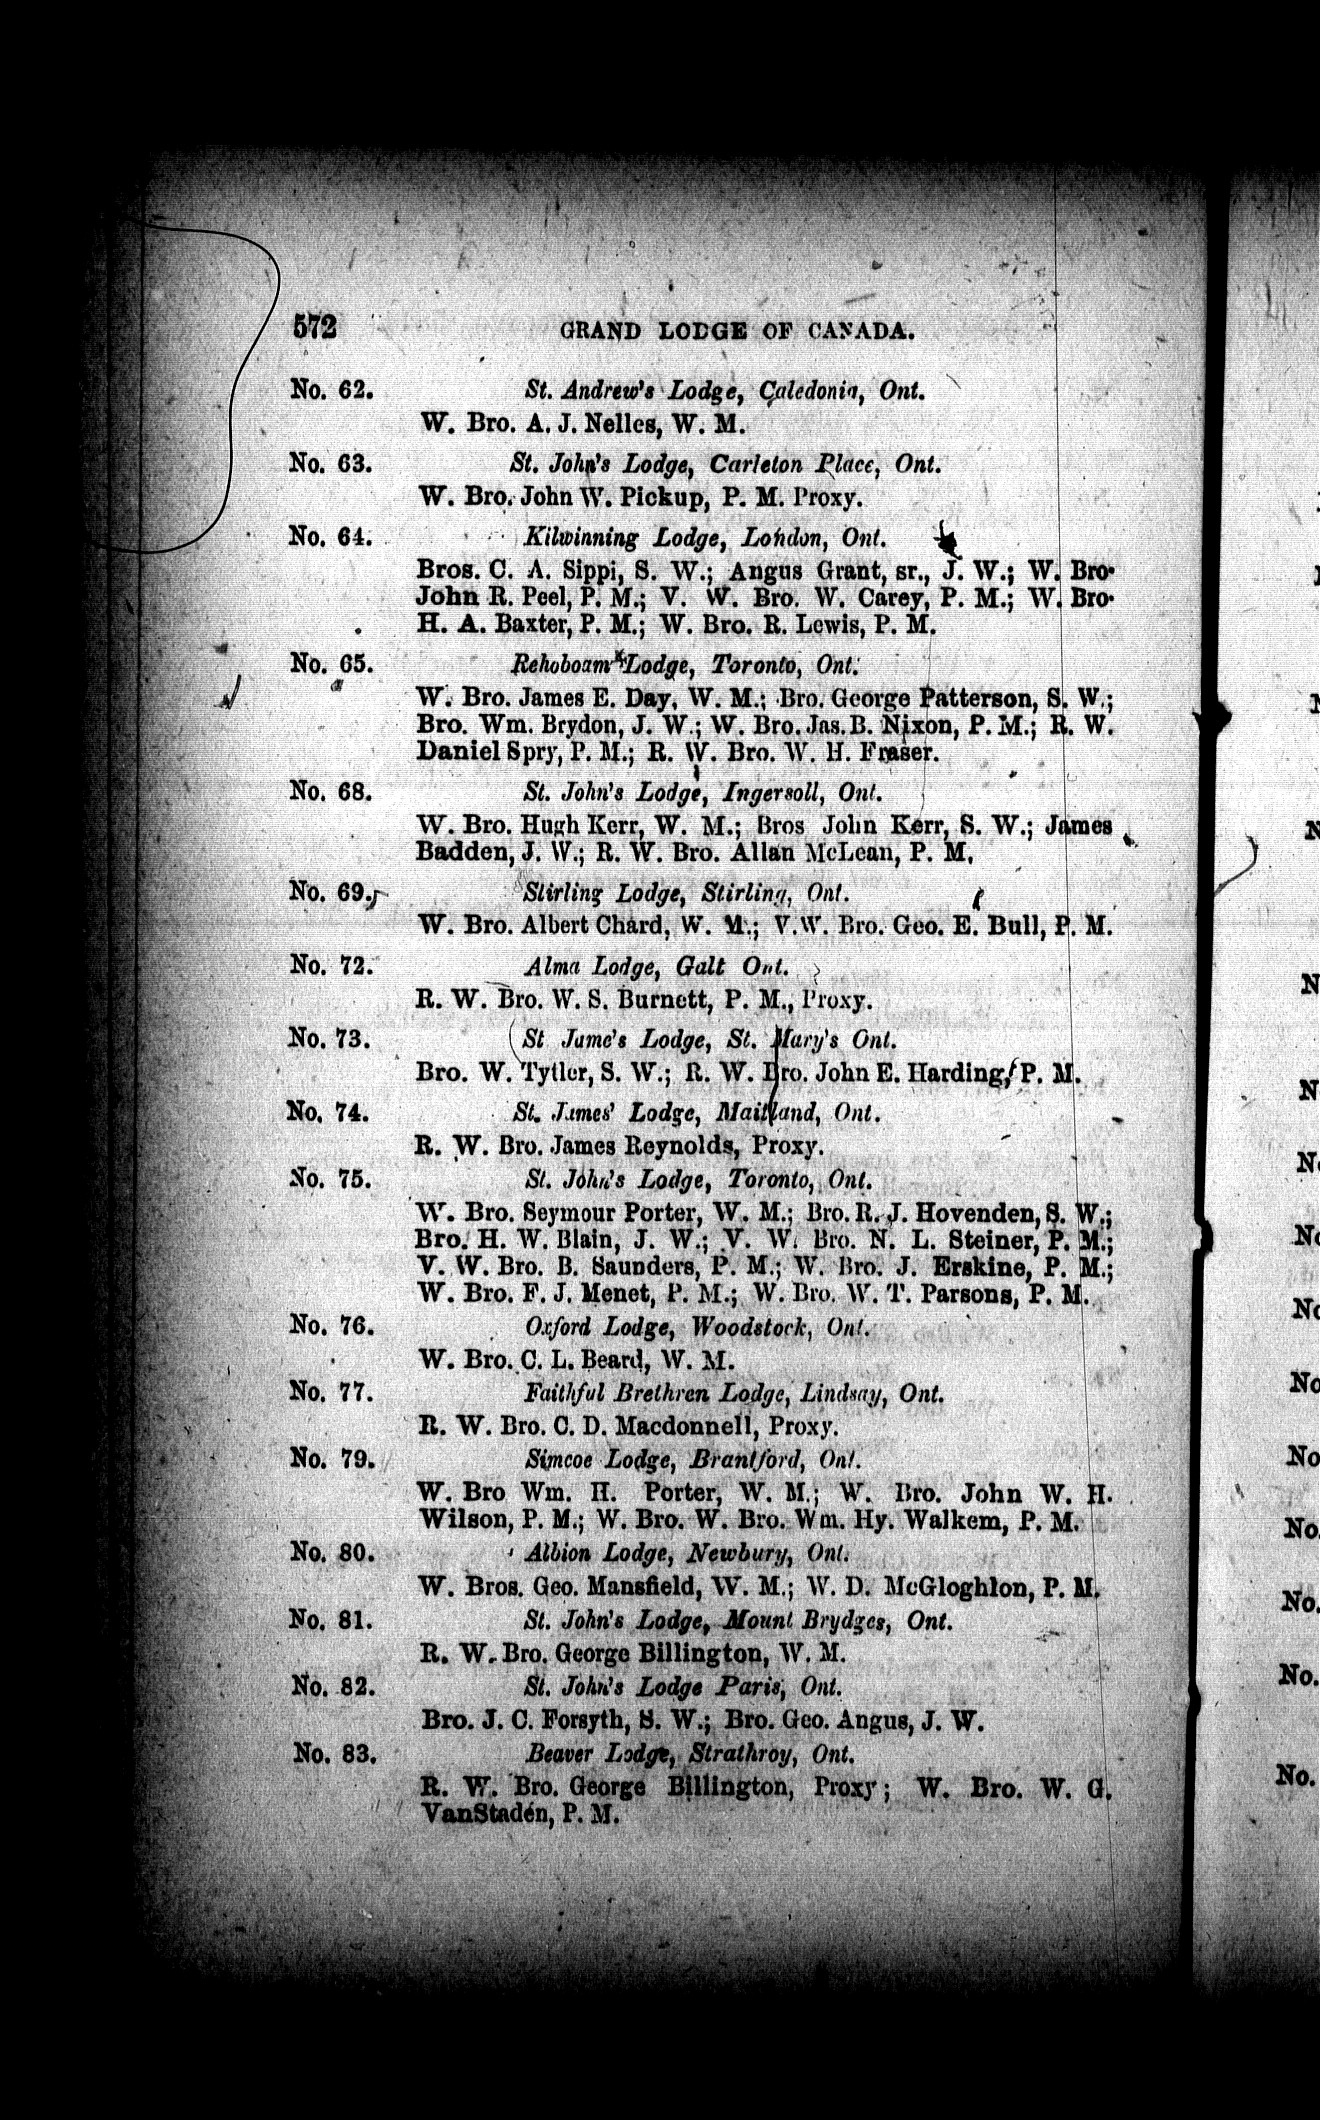 572 GRAND LODGE OF CANADA.
No. 62. St. Andrew's Lodge, Caledonia, Ont.
W. Bro. A. J. Nelles, W. M.
No. 63. St. John's Lodge, Carleton Place, Ont.
W. Bro. John W. Pickup, P. M. Proxy.
No. 64. Kilwinning Lodge, London, Ont.
Bros. C. A. Sippi, S. W.; Angus Grant, sr., J. W.; W. Bro.
John R. Peel, P. M.; V. W. Bro. W. Carey, P. M.; W. Bro.
H. A. Baxter, P. M.; W. Bro. R. Lewis, P. M.
No. 65. Rehoboam Lodge, Toronto, Ont.
W. Bro. James E. Day, W. M.; Bro. George Patterson, S. W.;
Bro. Wm. Brydon, J. W.; W. Bro. Jas. B. Nixon, P. M.; R. W.
Daniel Spry, P. M.; R. W. Bro. W. H. Fraser.
No. 68. St. John's Lodge, Ingersoll, Ont.
W. Bro. Hugh Kerr, W. M.; Bros John Kerr, S. W.; James
Badden, J. W.; R. W. Bro. Allan McLean, P. M.
No. 69. Stirling Lodge, Stirling, Ont.
W. Bro. Albert Chard, W. M.; V. W. Bro. Geo. E. Bull, P. M.
No. 72. Alma Lodge, Galt Ont.
R. W. Bro. W. S. Burnett, P. M., Proxy.
No. 73. St Jame's Lodge, St. Mary's Ont.
Bro. W. Tytler, S. W.; R. W. Bro. John E. Harding, P. M.
No. 74. St. James' Lodge, Maitland, Ont.
R. W. Bro. James Reynolds, Proxy.
No. 75. St. John's Lodge, Toronto, Ont.
W. Bro. Seymour Porter, W. M.; Bro. R. J. Hovenden, S. W.;
Bro. H. W. Blain, J. W.; V. W. Bro. N. L. Steiner, P. M.;
V. W. Bro. B. Saunders, P. M.; W. Bro. J. Erskine, P. M.;
W. Bro. F. J. Menet, P. M.; W. Bro. W. T. Parsons, P. M.
No. 76. Oxford Lodge, Woodstock, Ont.
W. Bro. C. L. Beard, W. M.
No. 77. Faithful Brethren Lodge, Lindsay, Ont.
R. W. Bro. C. D. Macdonnell, Proxy.
No. 79. Simcoe Lodge, Brantford, Ont.
W. Bro Wm. H. Porter, W. M.; W. Bro. John W. H.
Wilson, P. M.; W. Bro. W. Bro. Wm. Hy. Walkem, P. M.
No. 80. Albion Lodge, Newbury, Ont.
W. Bros. Geo. Mansfield, W. M.; W. D. McGloghlon, P. M.
No. 81. St. John's Lodge, Mount Brydges, Ont.
R. W. Bro. George Billington, W. M.
No. 82. St. John's Lodge Paris, Ont.
Bro. J. C. Forsyth, S. W.; Bro. Geo. Angus, J. W.
No. 83. Beaver Lodge, Strathroy, Ont.
R. W. Bro. George Billington, Proxy; W. Bro. W. G.
VanStaden, P. M.